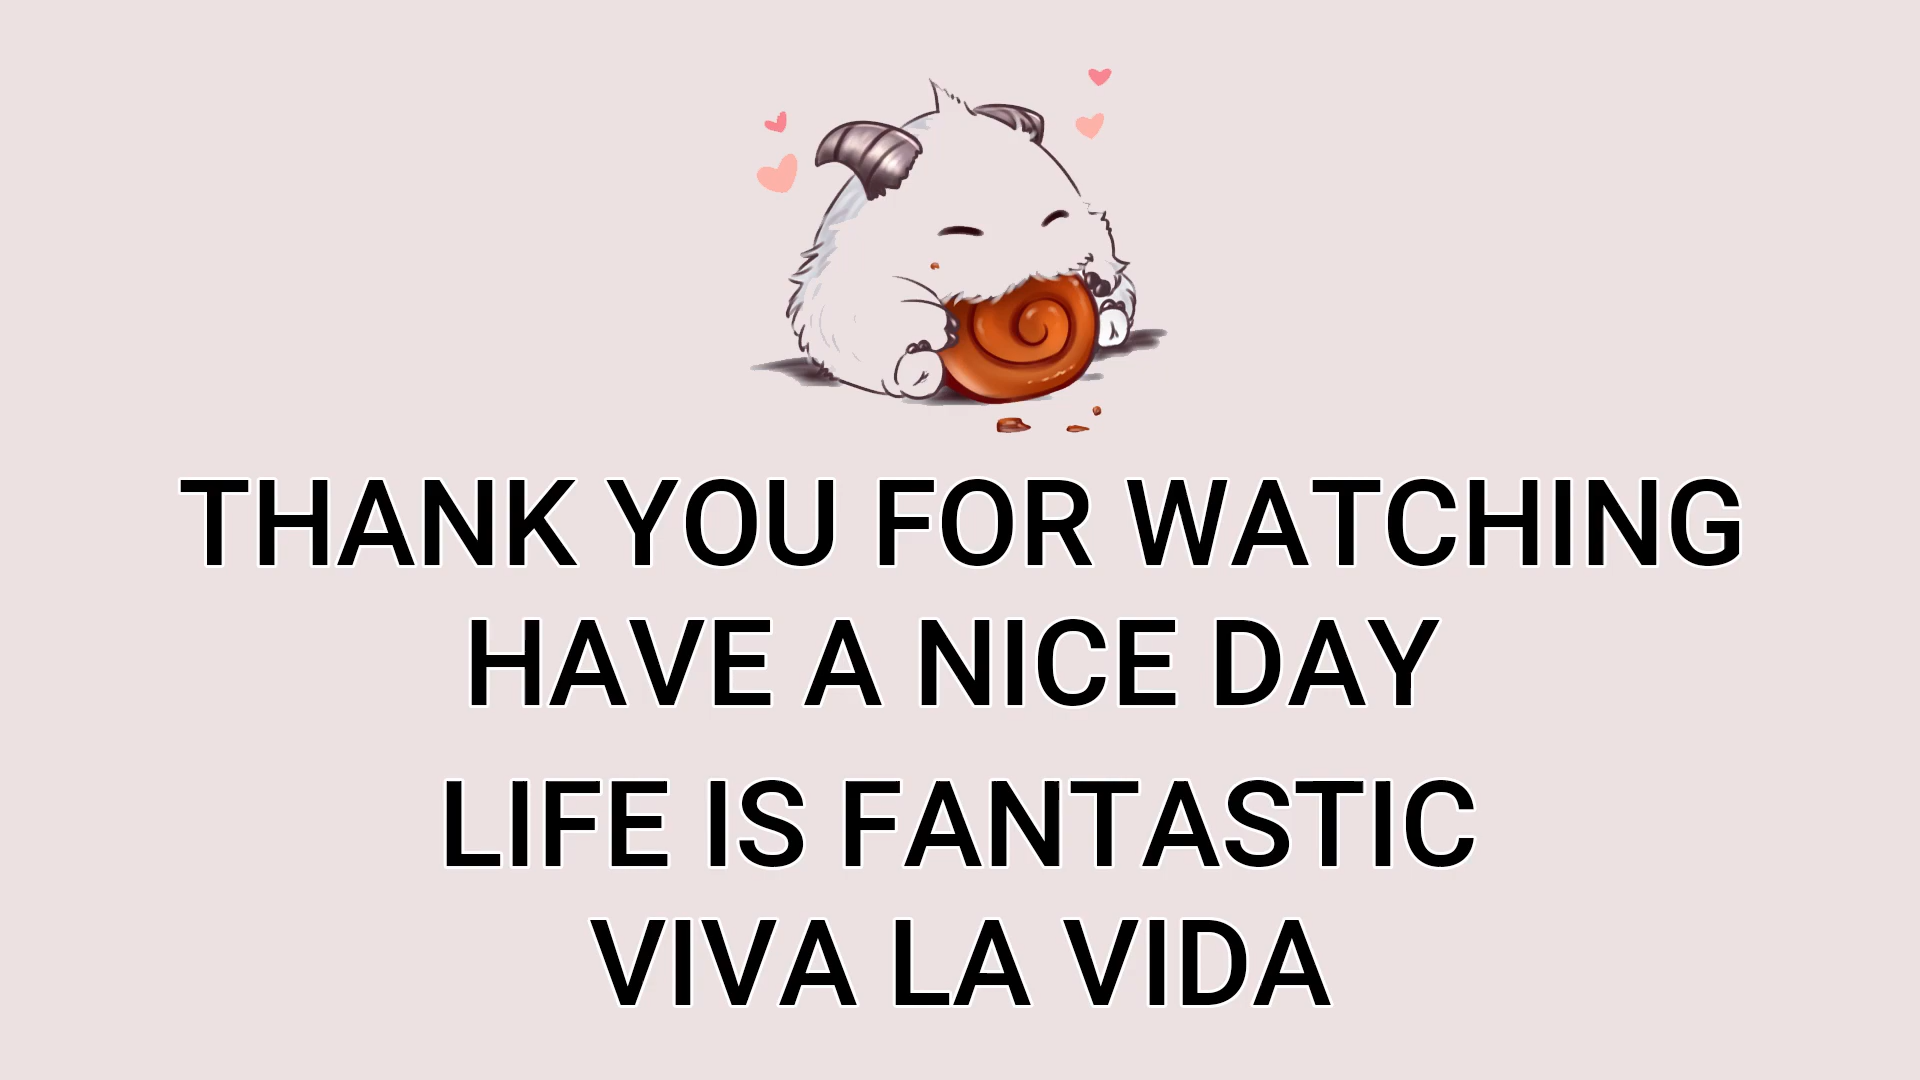 THANK YOU FOR WATCHING
HAVE A NICE DAY
LIFE IS FANTASTIC
VIVA LA VIDA